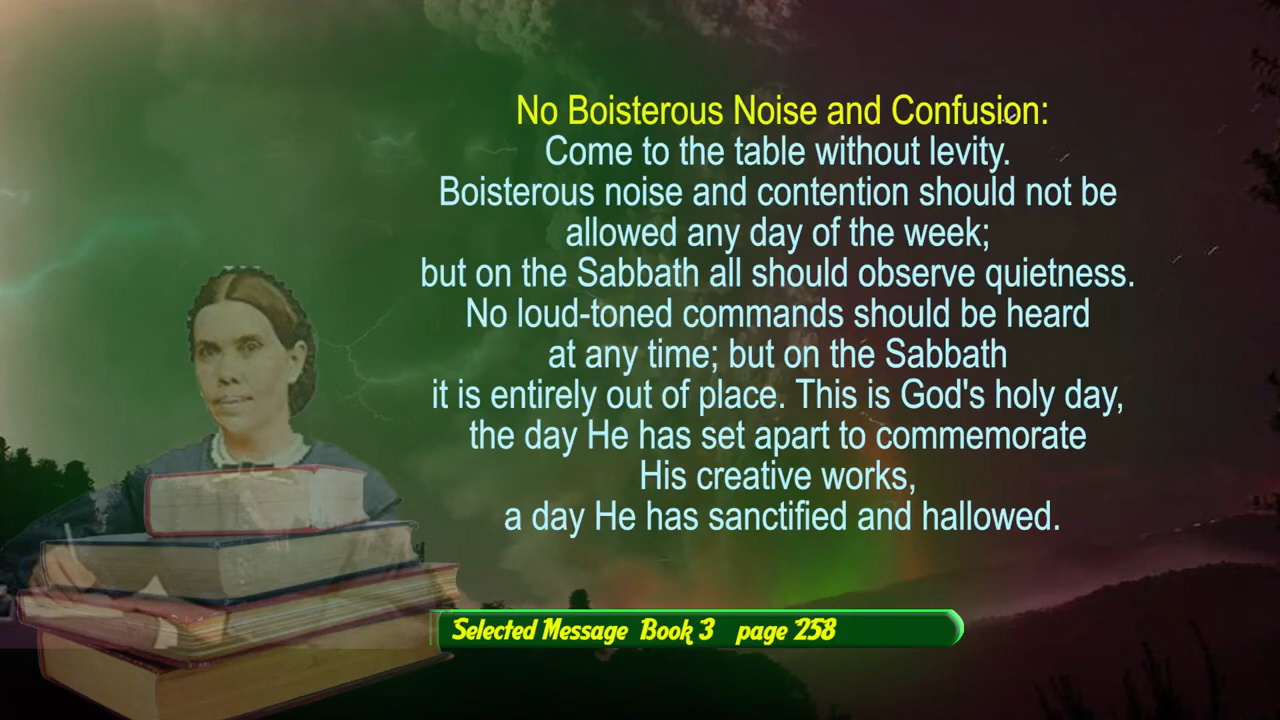 No Boisterous Noise and Confusion:
Come to the table without levity.
Boisterous noise and contention should not be
allowed any day of the week;
but on the Sabbath all should observe quietness.
No loud-toned commands should be heard
at any time; but on the Sabbath
it is entirely out of place. This is God's holy day,
the day He has set apart to commemorate
His creative works,
a day He has sanctified and hallowed.
Selected Message Book 3 page 258